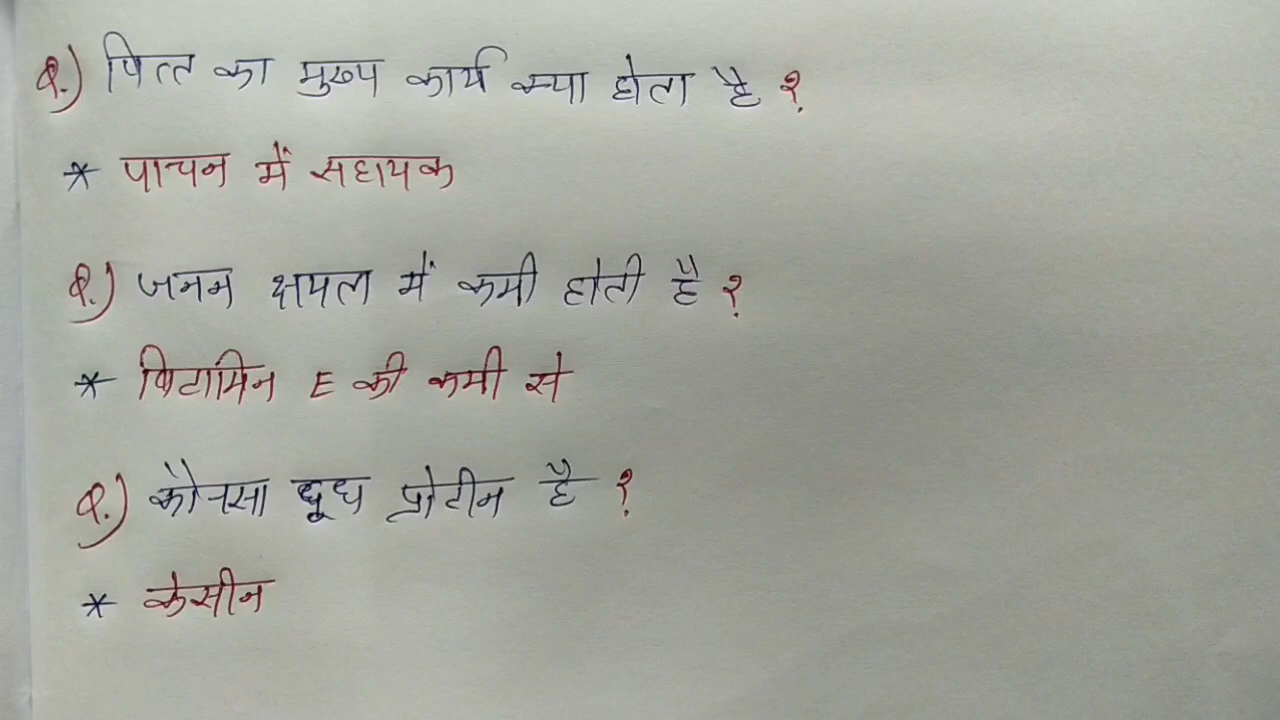 Q.) पित्त का मुख्य कार्य क्या होता है ?
* पाचन में सहायक
Q.) जनन क्षमता में कमी होती है ?
* विटामिन E की कमी से
Q.) कौनसा दूध प्रोटीन है ?
* केसीन